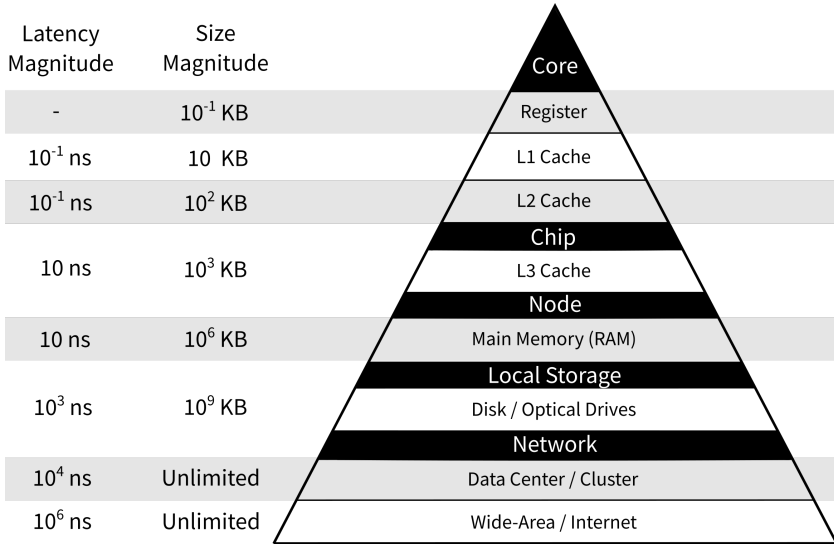 Latency Size
Magnitude Magnitude
Core
- 10⁻¹ KB Register
10⁻¹ ns 10 KB L1 Cache
10⁻¹ ns 10² KB L2 Cache
Chip
10 ns 10³ KB L3 Cache
Node
10 ns 10⁶ KB Main Memory (RAM)
Local Storage
10³ ns 10⁹ KB Disk / Optical Drives
Network
10⁴ ns Unlimited Data Center / Cluster
10⁶ ns Unlimited Wide-Area / Internet